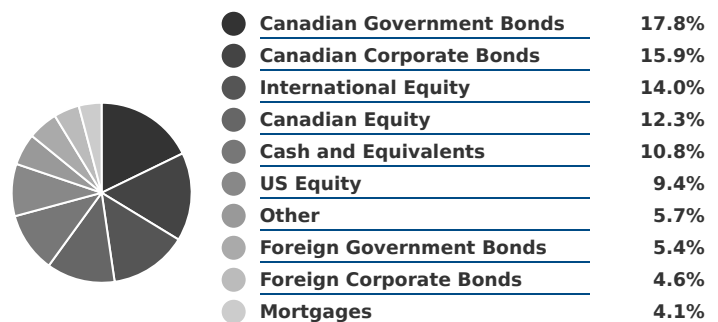 Canadian Government Bonds 17.8%
Canadian Corporate Bonds 15.9%
International Equity 14.0%
Canadian Equity 12.3%
Cash and Equivalents 10.8%
US Equity 9.4%
Other 5.7%
Foreign Government Bonds 5.4%
Foreign Corporate Bonds 4.6%
Mortgages 4.1%